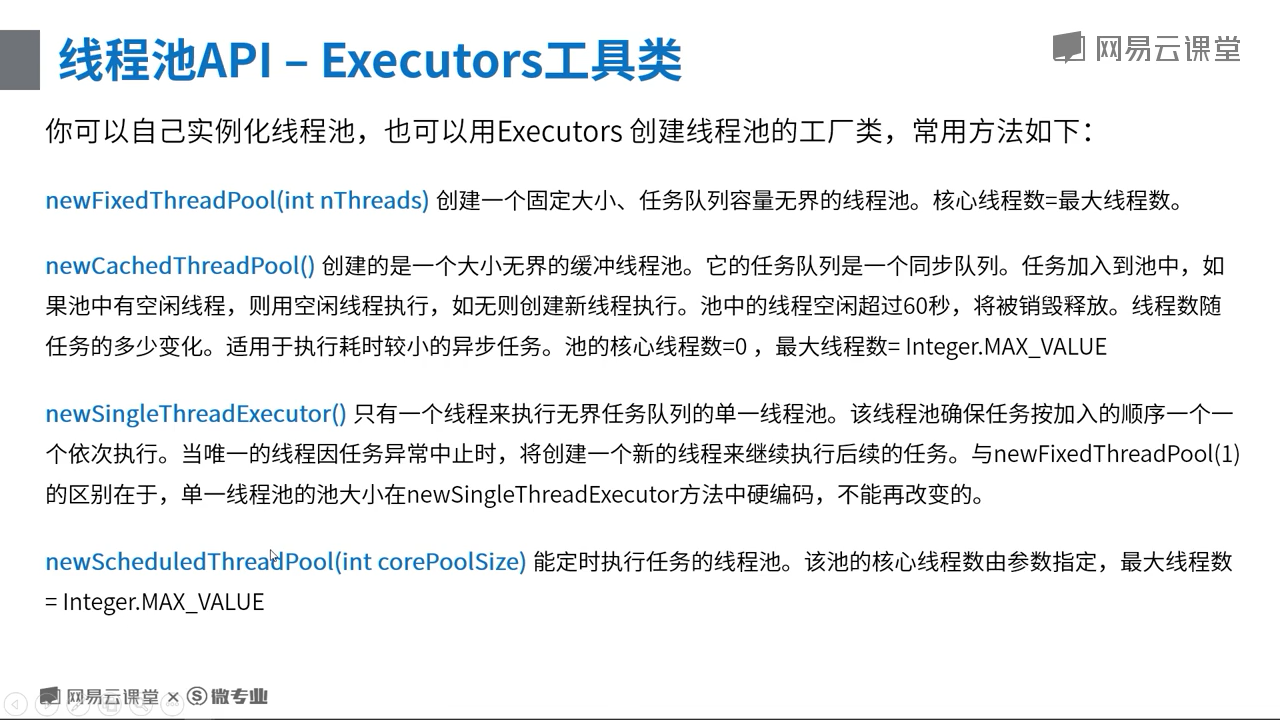 线程池API – Executors工具类
网易云课堂
你可以自己实例化线程池，也可以用Executors 创建线程池的工厂类，常用方法如下：
newFixedThreadPool(int nThreads) 创建一个固定大小、任务队列容量无界的线程池。核心线程数=最大线程数。
newCachedThreadPool() 创建的是一个大小无界的缓冲线程池。它的任务队列是一个同步队列。任务加入到池中，如
果池中有空闲线程，则用空闲线程执行，如无则创建新线程执行。池中的线程空闲超过60秒，将被销毁释放。线程数随
任务的多少变化。适用于执行耗时较小的异步任务。池的核心线程数=0 ，最大线程数= Integer.MAX_VALUE
newSingleThreadExecutor() 只有一个线程来执行无界任务队列的单一线程池。该线程池确保任务按加入的顺序一个一
个依次执行。当唯一的线程因任务异常中止时，将创建一个新的线程来继续执行后续的任务。与newFixedThreadPool(1)
的区别在于，单一线程池的池大小在newSingleThreadExecutor方法中硬编码，不能再改变的。
newScheduledThreadPool(int corePoolSize) 能定时执行任务的线程池。该池的核心线程数由参数指定，最大线程数
= Integer.MAX_VALUE
网易云课堂 × S 微专业